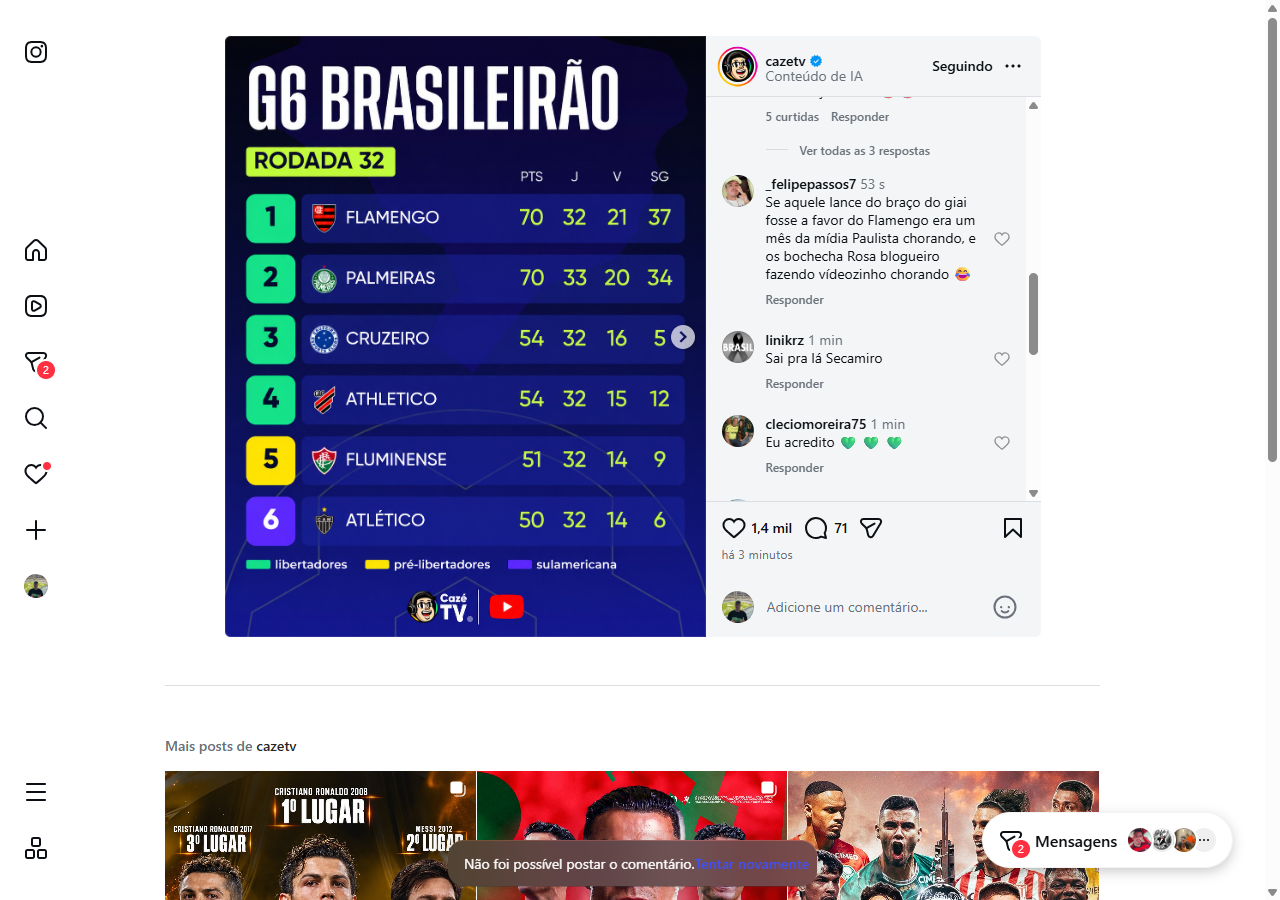 G6 BRASILEIRÃO
RODADA 32
PTS J V SG
1 FLAMENGO 70 32 21 37
2 PALMEIRAS 70 33 20 34
3 CRUZEIRO 54 32 16 5
4 ATHLETICO 54 32 15 12
5 FLUMINENSE 51 32 14 9
6 ATLÉTICO 50 32 14 6
libertadores pré-libertadores sulamericana
Cazé
TV
cazetv
Conteúdo de IA
Seguindo
5 curtidas Responder
Ver todas as 3 respostas
_felipepassos7 53 s
Se aquele lance do braço do giai
fosse a favor do Flamengo era um
mês da mídia Paulista chorando, e
os bochecha Rosa blogueiro
fazendo vídeozinho chorando 😂
Responder
BRASIL
linikrz 1 min
Sai pra lá Secamiro
Responder
cleciomoreira75 1 min
Eu acredito 💚 💚 💚
Responder
1,4 mil 71
há 3 minutos
Adicione um comentário...
2
Mais posts de cazetv
CRISTIANO RONALDO 2008
1º LUGAR
CRISTIANO RONALDO 2017
3º LUGAR
MESSI 2012
2º LUGAR
CIMED
Não foi possível postar o comentário. Tentar novamente
2
Mensagens